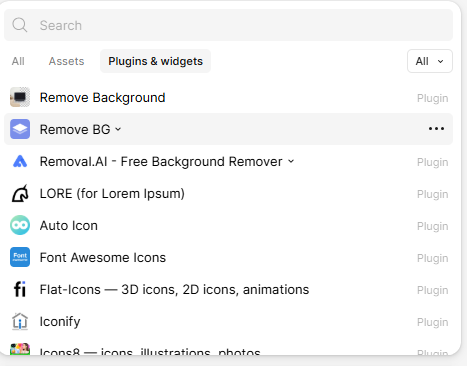 Search
All Assets Plugins & widgets All
Remove Background Plugin
Remove BG
Removal.AI - Free Background Remover Plugin
LORE (for Lorem Ipsum) Plugin
Auto Icon Plugin
Font
Font Awesome Icons Plugin
fi Flat-Icons — 3D icons, 2D icons, animations Plugin
Iconify Plugin
Icons8 — icons, illustrations, photos Plugin